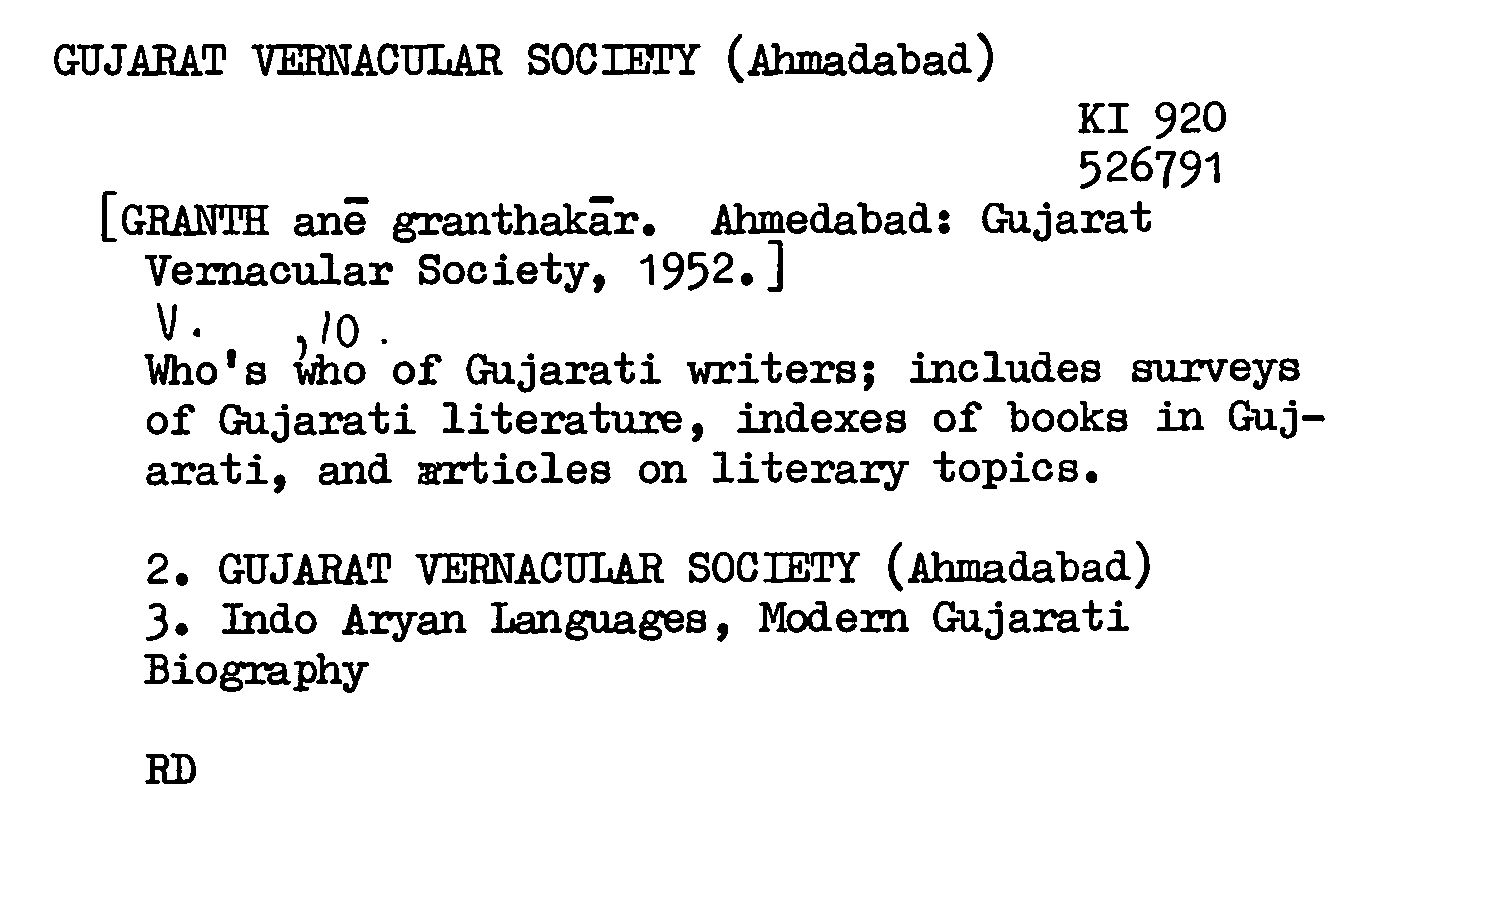 GUJARAT VERNACULAR SOCIETY (Ahmadabad)
KI 920
526791
[GRANTH anē granthakār. Ahmedabad: Gujarat
Vernacular Society, 1952.]
V. ,10.
Who's who of Gujarati writers; includes surveys
of Gujarati literature, indexes of books in Guj-
arati, and articles on literary topics.
2. GUJARAT VERNACULAR SOCIETY (Ahmadabad)
3. Indo Aryan Languages, Modern Gujarati
Biography
RD